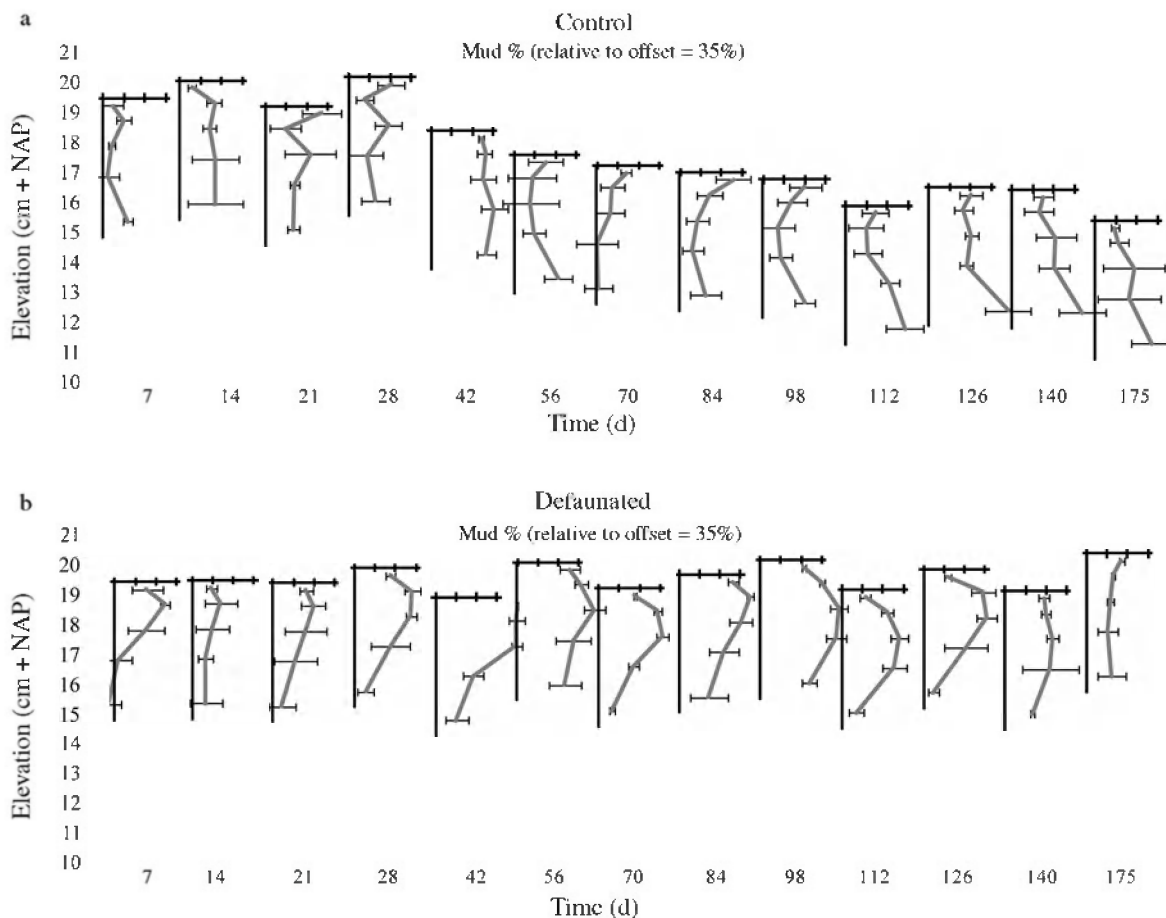 a
Control
Mud % (relative to offset = 35%)
Elevation (cm + NAP)
21
20
19
18
17
16
15
14
13
12
11
10
7 14 21 28 42 56 70 84 98 112 126 140 175
Time (d)
b
Defaunated
Mud % (relative to offset = 35%)
Elevation (cm + NAP)
21
20
19
18
17
16
15
14
13
12
11
10
7 14 21 28 42 56 70 84 98 112 126 140 175
Time (d)